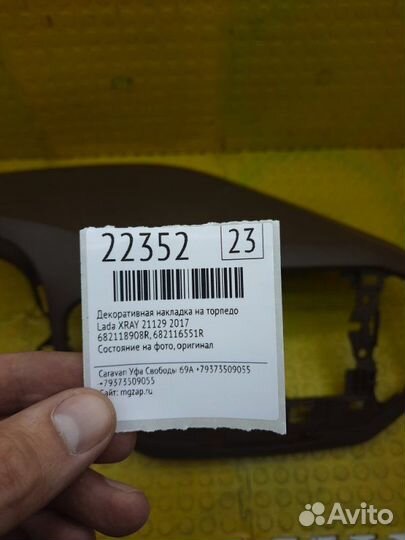 22352 23
Декоративная накладка на торпедо
Lada XRAY 21129 2017
682118908R, 682116551R
Состояние на фото, оригинал
Caravan Уфа Свободы 69А +79373509055
+79373509055
Сайт: mgzap.ru
Avito